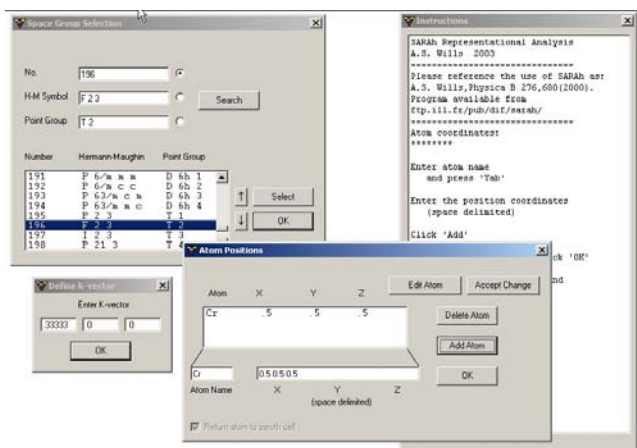 Space Group Selection
No.
196
H-M Symbol
F 2 3
Search
Point Group
T 2
Number Hermann-Maughin Point Group
191 P 6/m m m D 6h 1
192 P 6/m c c D 6h 2
193 P 63/m c m D 6h 3
194 P 63/m m c D 6h 4
195 P 2 3 T 1
196 F 2 3 T 2
197 I 2 3 T 3
198 P 21 3 T 4
Select
OK
Define k-vector
Enter K-vector
33333 0 0
OK
Atom Positions
Atom X Y Z
Edit Atom Accept Change
Cr .5 .5 .5
Delete Atom
Add Atom
OK
Cr 0.5 0.5 0.5
Atom Name X Y Z
(space delimited)
Return atom to zeroth cell
Instructions
SARAh Representational Analysis
A.S. Wills 2003
================================
Please reference the use of SARAh as:
A.S. Wills, Physica B 276,680(2000).
Program available from
ftp.ill.fr/pub/dif/sarah/
================================
Atom coordinates:
********
Enter atom name
and press 'Tab'
Enter the position coordinates
(space delimited)
Click 'Add'
ck 'OK'
nd